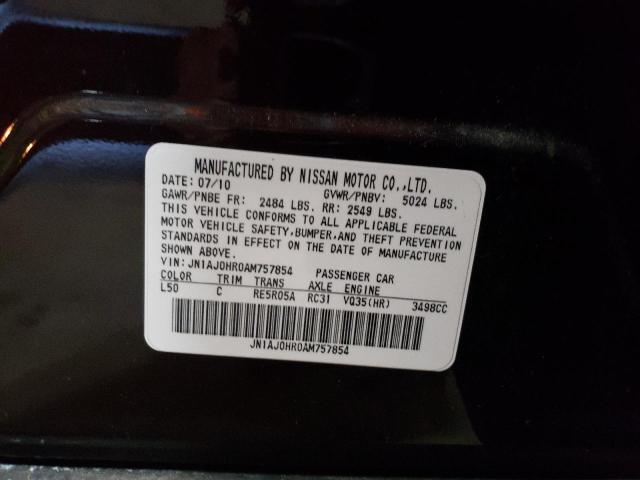 MANUFACTURED BY NISSAN MOTOR CO.,LTD.
DATE: 07/10 GVWR/PNBV: 5024 LBS.
GAWR/PNBE FR: 2484 LBS. RR: 2549 LBS.
THIS VEHICLE CONFORMS TO ALL APPLICABLE FEDERAL
MOTOR VEHICLE SAFETY,BUMPER,AND THEFT PREVENTION
STANDARDS IN EFFECT ON THE DATE OF MANUFACTURE
SHOWN ABOVE.
VIN:JN1AJ0HR0AM757854 PASSENGER CAR
COLOR TRIM TRANS AXLE ENGINE
L50 C RE5R05A RC31 VQ35(HR) 3498CC
JN1AJ0HR0AM757854